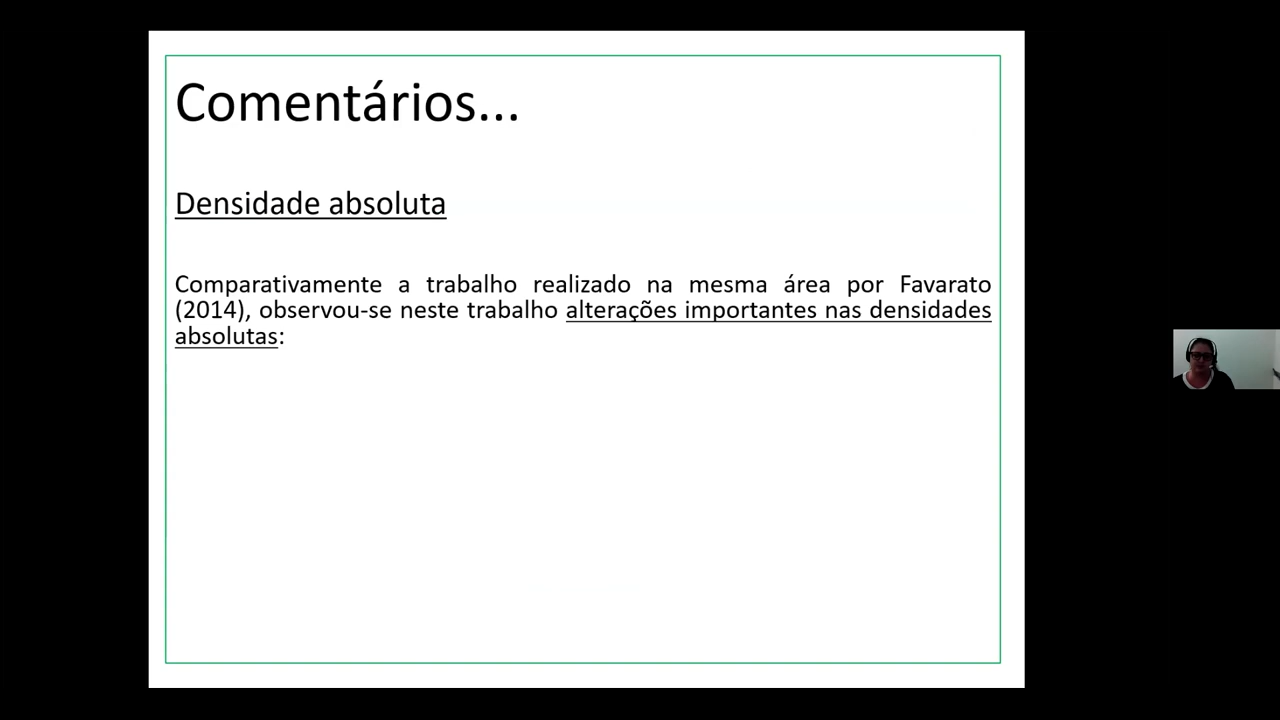 Comentários...
Densidade absoluta
Comparativamente a trabalho realizado na mesma área por Favarato
(2014), observou-se neste trabalho alterações importantes nas densidades
absolutas: